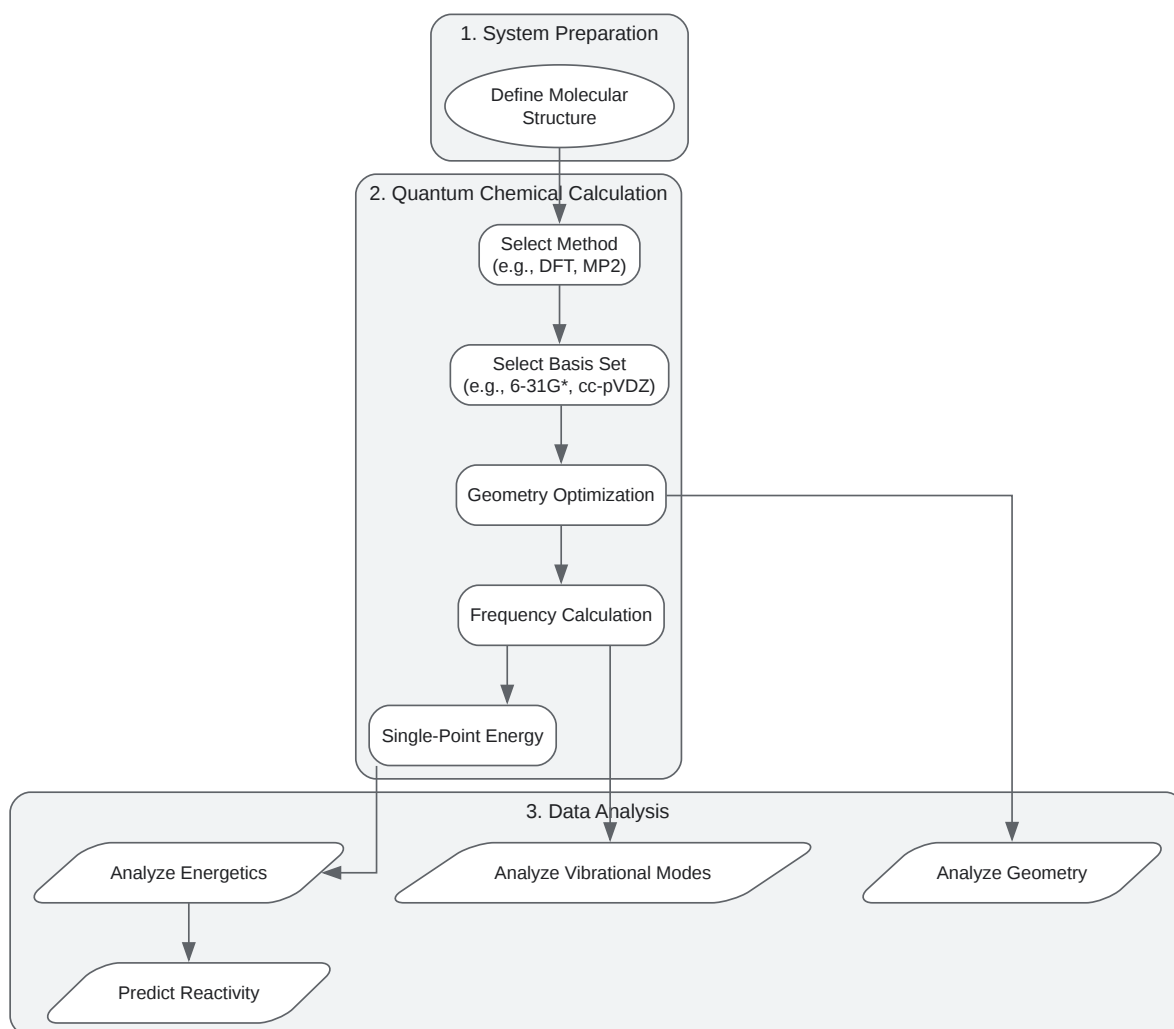 1. System Preparation
Define Molecular
Structure
2. Quantum Chemical Calculation
Select Method
(e.g., DFT, MP2)
Select Basis Set
(e.g., 6-31G*, cc-pVDZ)
Geometry Optimization
Frequency Calculation
Single-Point Energy
3. Data Analysis
Analyze Energetics
Analyze Vibrational Modes
Analyze Geometry
Predict Reactivity